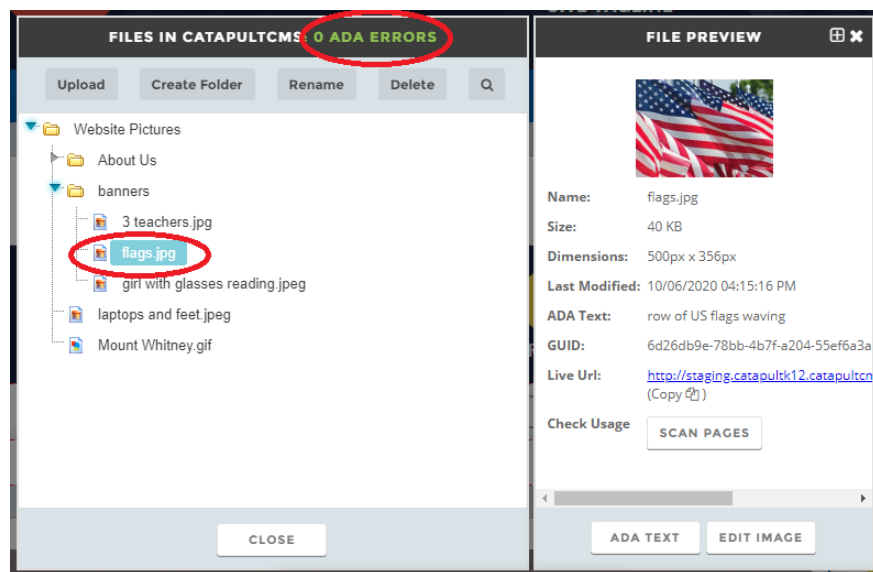 FILES IN CATAPULTCMS: 0 ADA ERRORS
Upload
Create Folder
Rename
Delete
Website Pictures
About Us
banners
3 teachers.jpg
flags.jpg
girl with glasses reading.jpeg
laptops and feet.jpeg
Mount Whitney.gif
CLOSE
FILE PREVIEW
Name: flags.jpg
Size: 40 KB
Dimensions: 500px x 356px
Last Modified: 10/06/2020 04:15:16 PM
ADA Text: row of US flags waving
GUID: 6d26db9e-78bb-4b7f-a204-55ef6a3a
Live Url: http://staging.catapultk12.catapultcm
(Copy )
Check Usage SCAN PAGES
ADA TEXT
EDIT IMAGE